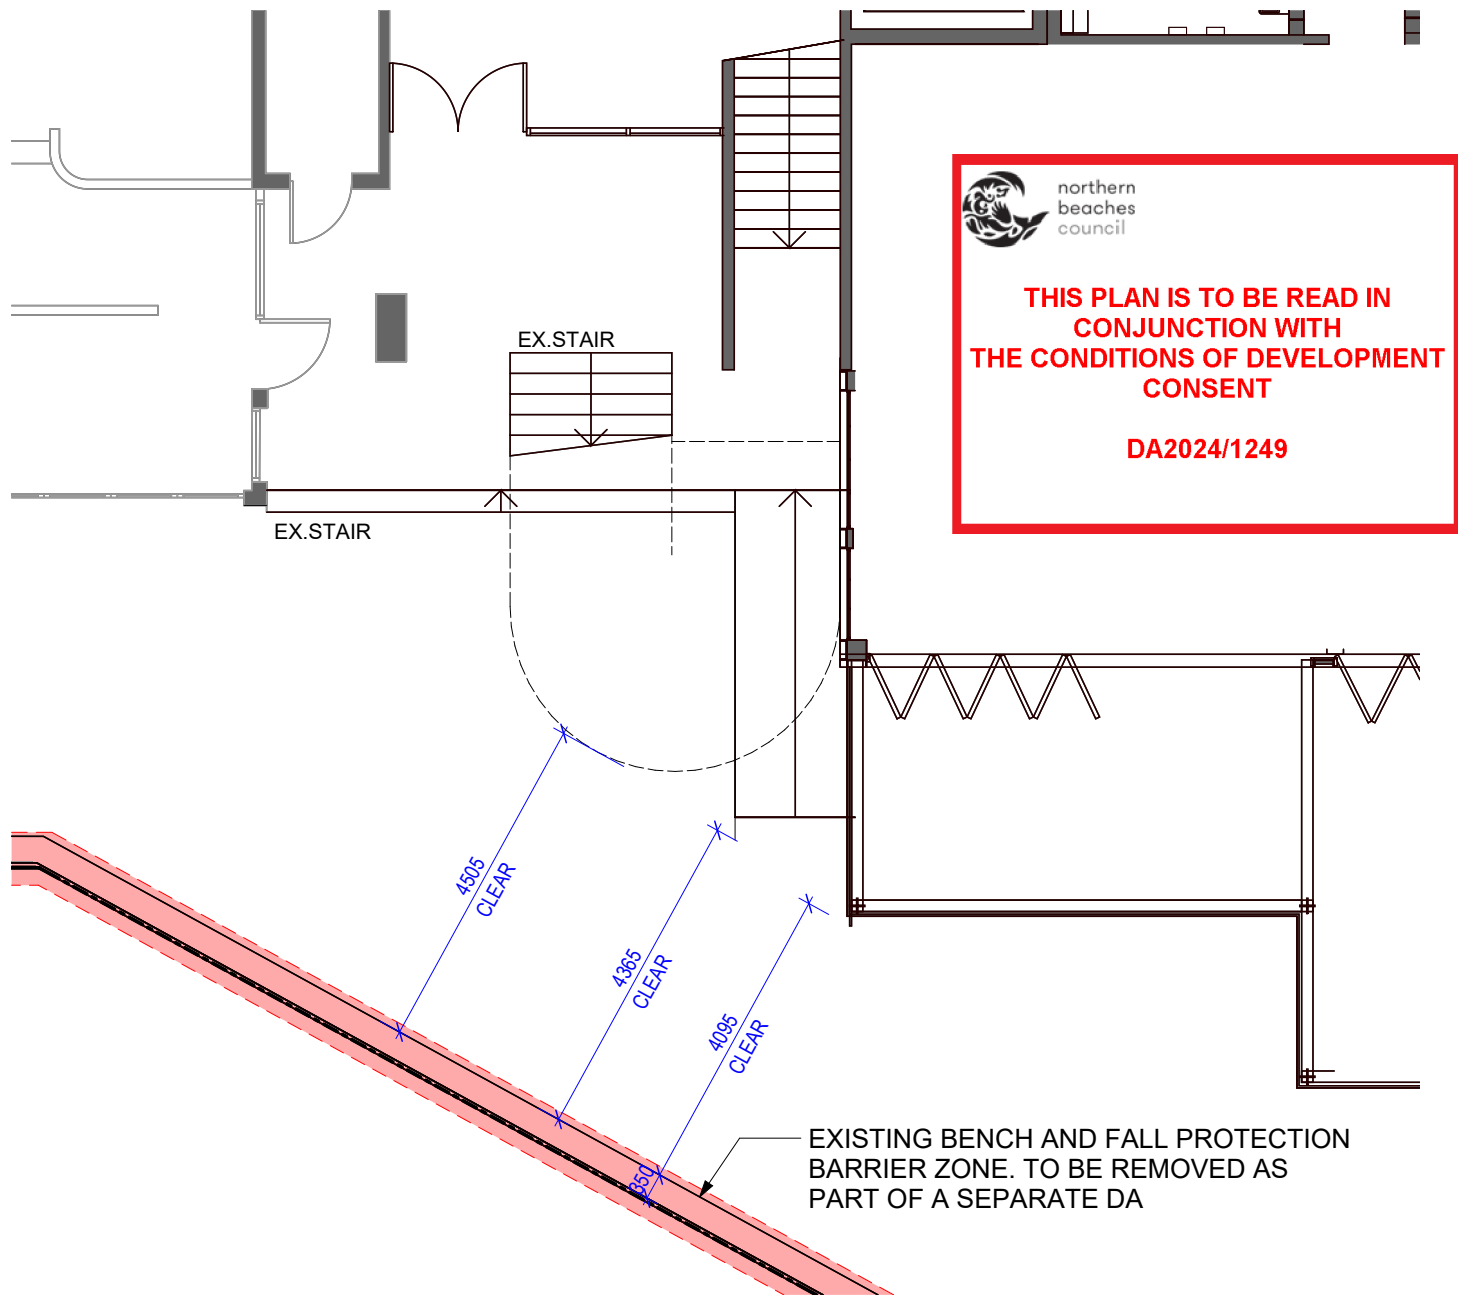 northern
beaches
council
THIS PLAN IS TO BE READ IN
CONJUNCTION WITH
THE CONDITIONS OF DEVELOPMENT
CONSENT
DA2024/1249
EX.STAIR
EX.STAIR
4505
CLEAR
4365
CLEAR
4095
CLEAR
350
EXISTING BENCH AND FALL PROTECTION
BARRIER ZONE. TO BE REMOVED AS
PART OF A SEPARATE DA